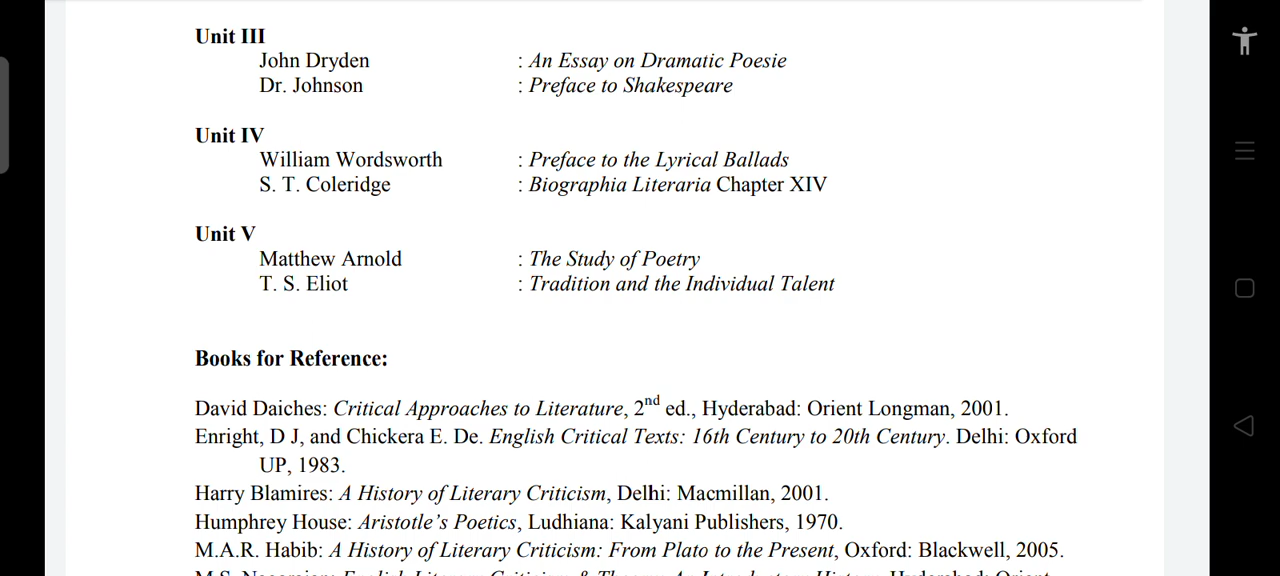 Unit III
John Dryden : An Essay on Dramatic Poesie
Dr. Johnson : Preface to Shakespeare
Unit IV
William Wordsworth : Preface to the Lyrical Ballads
S. T. Coleridge : Biographia Literaria Chapter XIV
Unit V
Matthew Arnold : The Study of Poetry
T. S. Eliot : Tradition and the Individual Talent
Books for Reference:
David Daiches: Critical Approaches to Literature, 2nd ed., Hyderabad: Orient Longman, 2001.
Enright, D J, and Chickera E. De. English Critical Texts: 16th Century to 20th Century. Delhi: Oxford
UP, 1983.
Harry Blamires: A History of Literary Criticism, Delhi: Macmillan, 2001.
Humphrey House: Aristotle’s Poetics, Ludhiana: Kalyani Publishers, 1970.
M.A.R. Habib: A History of Literary Criticism: From Plato to the Present, Oxford: Blackwell, 2005.